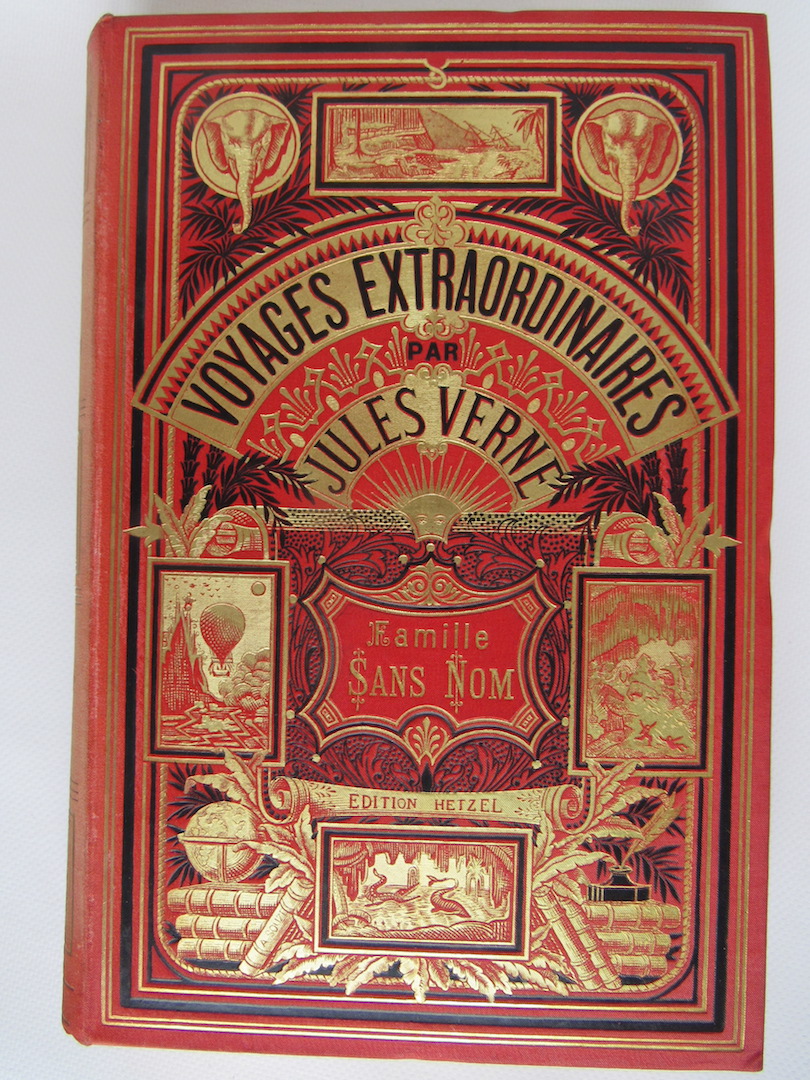 VOYAGES EXTRAORDINAIRES
PAR
JULES VERNE
Famille
SANS NOM
EDITION HETZEL